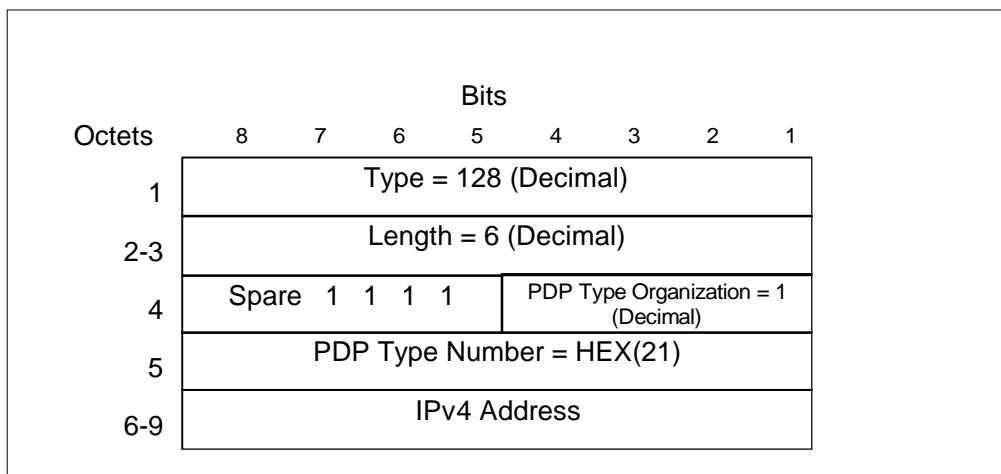 Bits
Octets 8 7 6 5 4 3 2 1
1 Type = 128 (Decimal)
2-3 Length = 6 (Decimal)
4 Spare 1 1 1 1 PDP Type Organization = 1
(Decimal)
5 PDP Type Number = HEX(21)
6-9 IPv4 Address